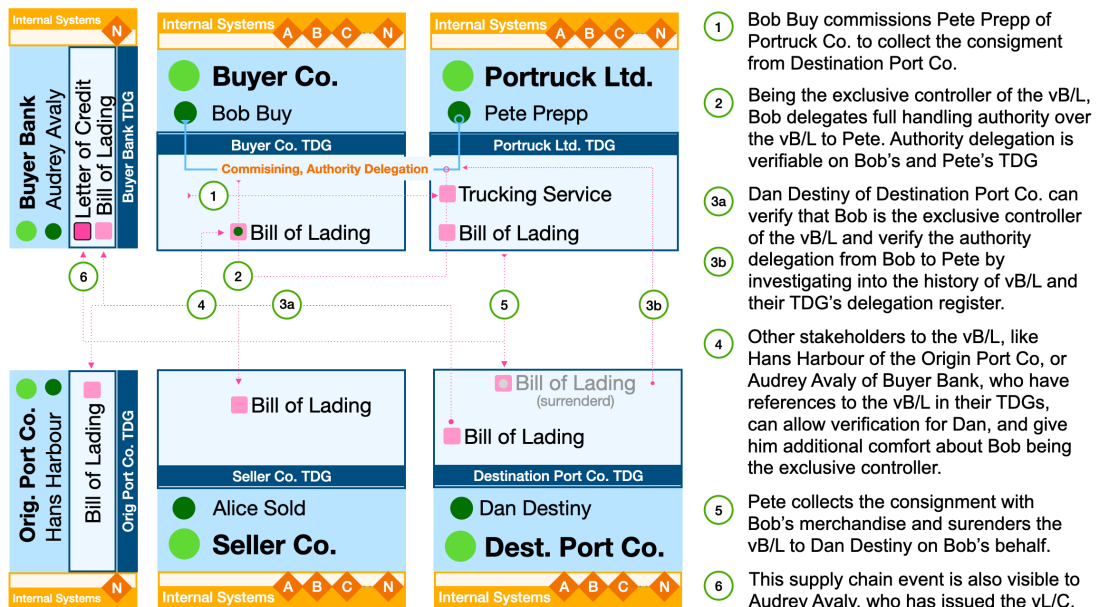 Internal Systems
N
Buyer Bank
Audrey Avaly
Letter of Credit
Bill of Lading
Buyer Bank TDG
Internal Systems
A B C N
Buyer Co.
Bob Buy
Buyer Co. TDG
Internal Systems
A B C N
Portruck Ltd.
Pete Prepp
Portruck Ltd. TDG
Commisining, Authority Delegation
1
Trucking Service
Bill of Lading
Bill of Lading
6
2
4
3a
5
3b
Orig. Port Co.
Hans Harbour
Bill of Lading
Orig Port Co. TDG
Internal Systems
N
Bill of Lading
Seller Co. TDG
Alice Sold
Seller Co.
Internal Systems
A B C N
Bill of Lading
(surrenderd)
Bill of Lading
Destination Port Co. TDG
Dan Destiny
Dest. Port Co.
Internal Systems
A B C N
1
Bob Buy commissions Pete Prepp of
Portruck Co. to collect the consigment
from Destination Port Co.
2
Being the exclusive controller of the vB/L,
Bob delegates full handling authority over
the vB/L to Pete. Authority delegation is
verifiable on Bob's and Pete's TDG
3a
3b
Dan Destiny of Destination Port Co. can
verify that Bob is the exclusive controller
of the vB/L and verify the authority
delegation from Bob to Pete by
investigating into the history of vB/L and
their TDG's delegation register.
4
Other stakeholders to the vB/L, like
Hans Harbour of the Origin Port Co, or
Audrey Avaly of Buyer Bank, who have
references to the vB/L in their TDGs,
can allow verification for Dan, and give
him additional comfort about Bob being
the exclusive controller.
5
Pete collects the consignment with
Bob's merchandise and surenders the
vB/L to Dan Destiny on Bob's behalf.
6
This supply chain event is also visible to
Audrey Avaly, who has issued the vL/C.